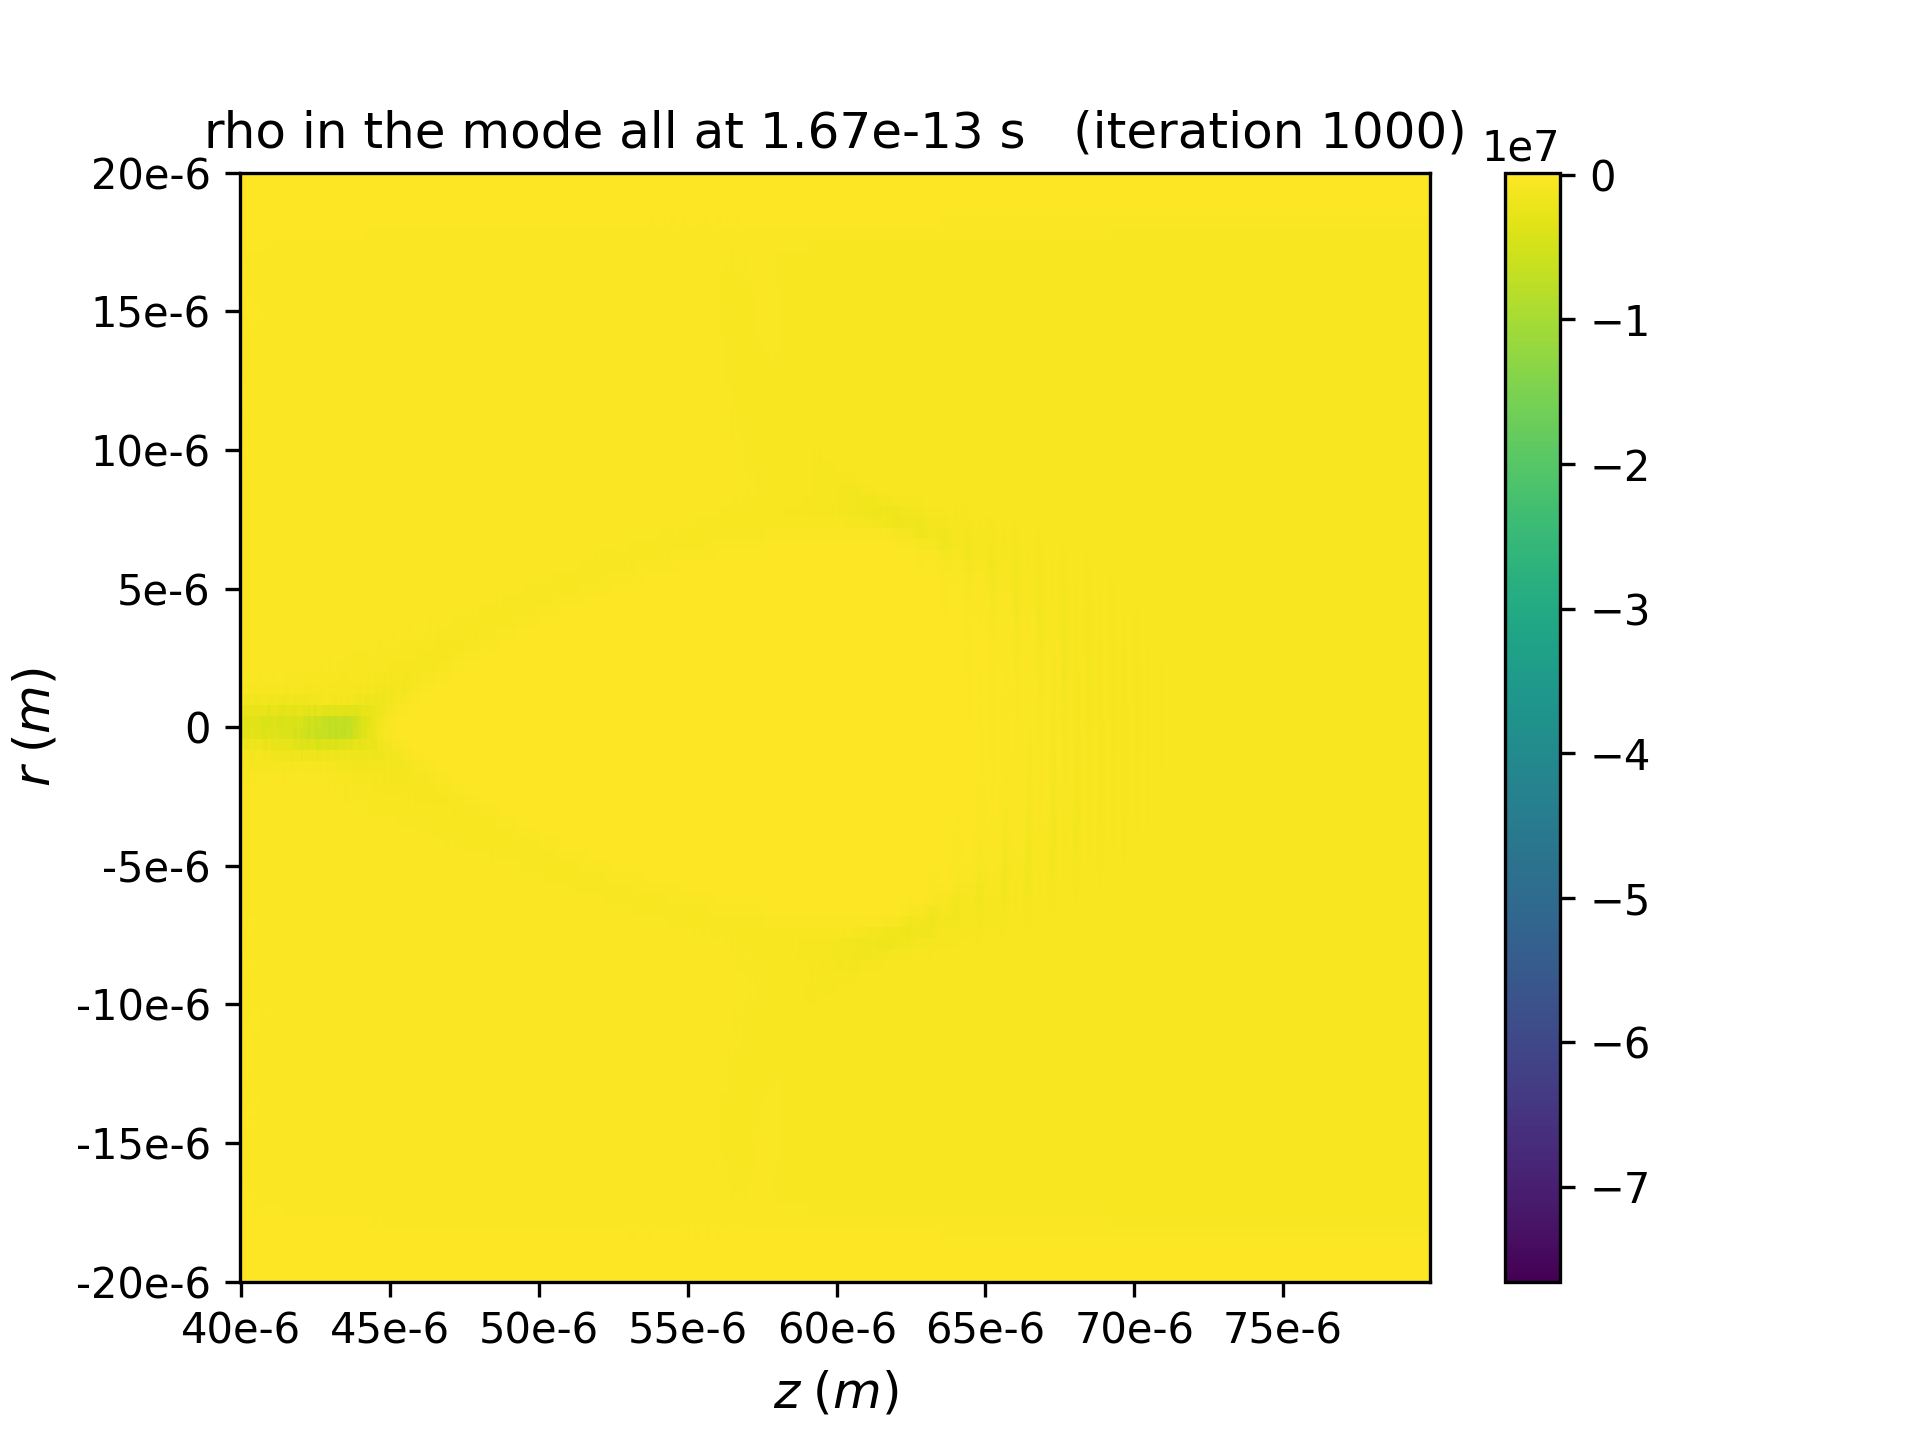 rho in the mode all at 1.67e-13 s   (iteration 1000)
1e7
20e-6
15e-6
10e-6
5e-6
0
-5e-6
-10e-6
-15e-6
-20e-6
r (m)
40e-6 45e-6 50e-6 55e-6 60e-6 65e-6 70e-6 75e-6
z (m)
0
−1
−2
−3
−4
−5
−6
−7